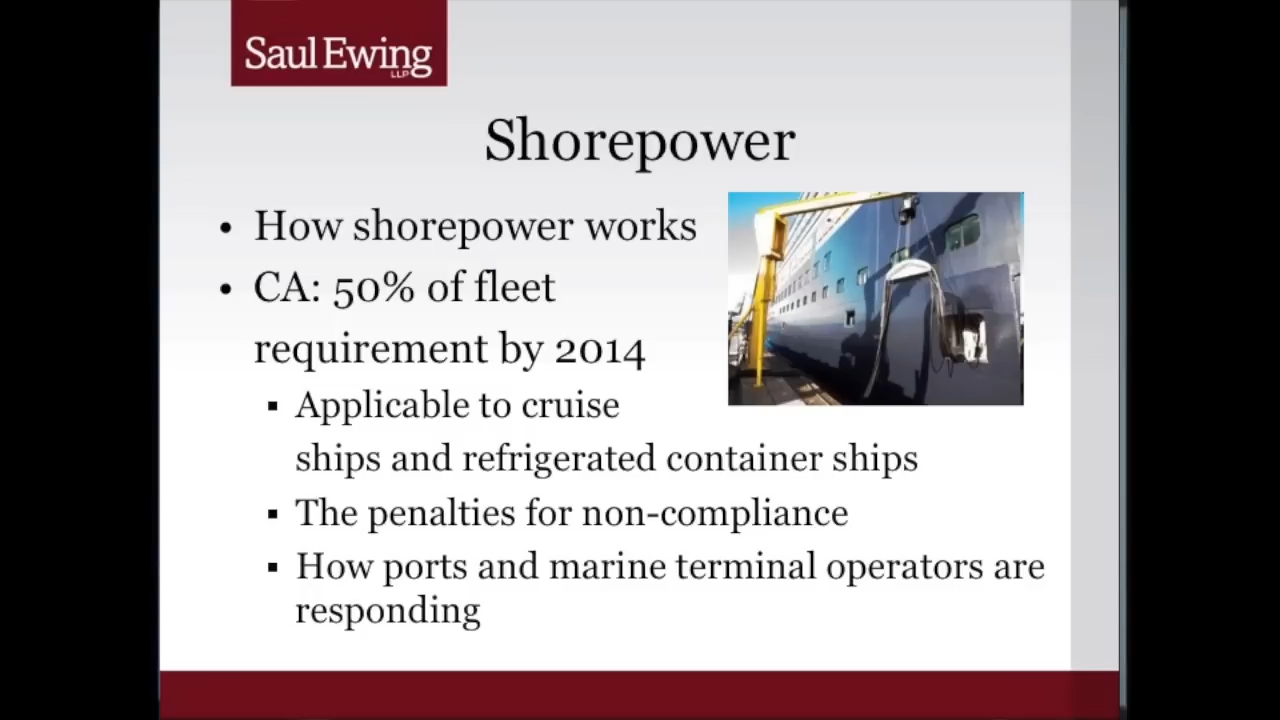 Saul Ewing
LLP
Shorepower
• How shorepower works
• CA: 50% of fleet
requirement by 2014
▪ Applicable to cruise
ships and refrigerated container ships
▪ The penalties for non-compliance
▪ How ports and marine terminal operators are
responding